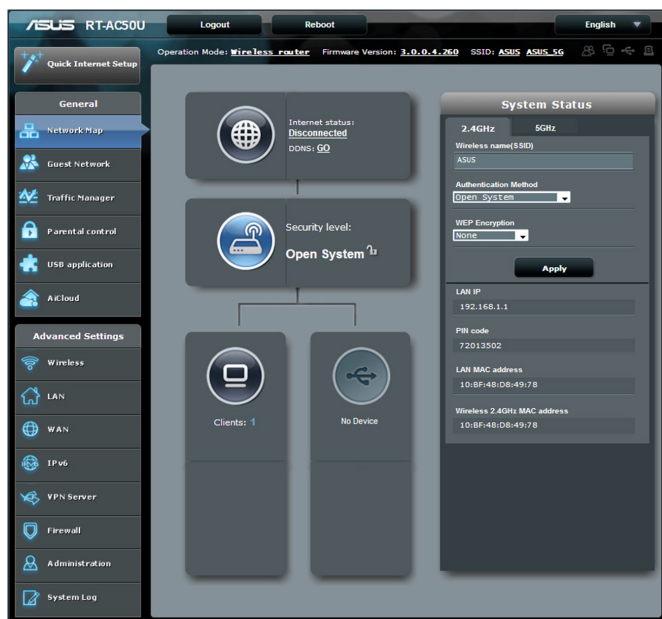 ASUS RT-AC50U Logout Reboot English
Quick Internet Setup
Operation Mode: Wireless router Firmware Version: 3.0.0.4.260 SSID: ASUS ASUS_5G
General
Network Map
Guest Network
Traffic Manager
Parental control
USB application
AiCloud
Advanced Settings
Wireless
LAN
WAN
IPv6
IPv6
VPN Server
Firewall
Administration
System Log
Internet status:
Disconnected
DDNS: GO
Security level:
Open System
Clients: 1
No Device
System Status
2.4GHz 5GHz
Wireless name(SSID)
ASUS
Authentication Method
Open System
WEP Encryption
None
Apply
LAN IP
192.168.1.1
PIN code
72013502
LAN MAC address
10:BF:48:D8:49:78
Wireless 2.4GHz MAC address
10:BF:48:D8:49:78